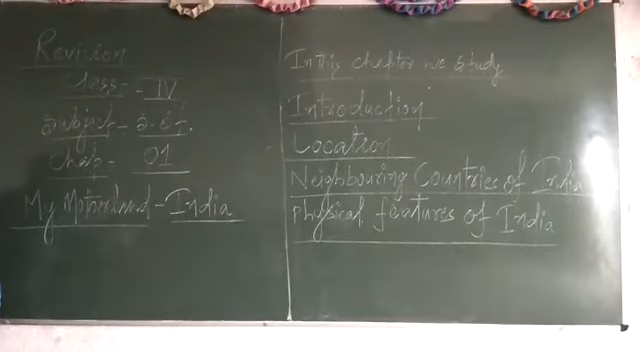 Revision
Class - IV
Subject - S.St.
Chap - 01
My Motherland - India
In this chapter we study
Introduction
Location
Neighbouring Countries of India
Physical features of India